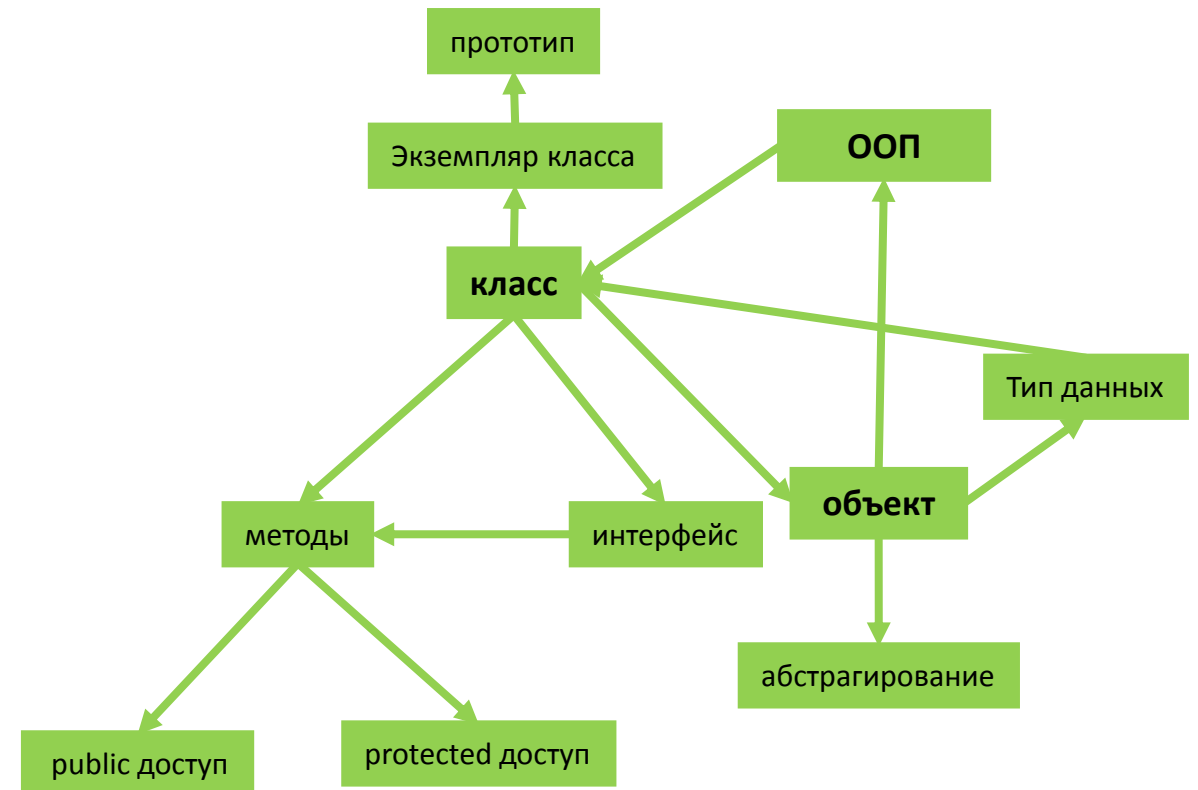 прототип
Экземпляр класса
ООП
класс
Тип данных
объект
методы
интерфейс
абстрагирование
public доступ
protected доступ